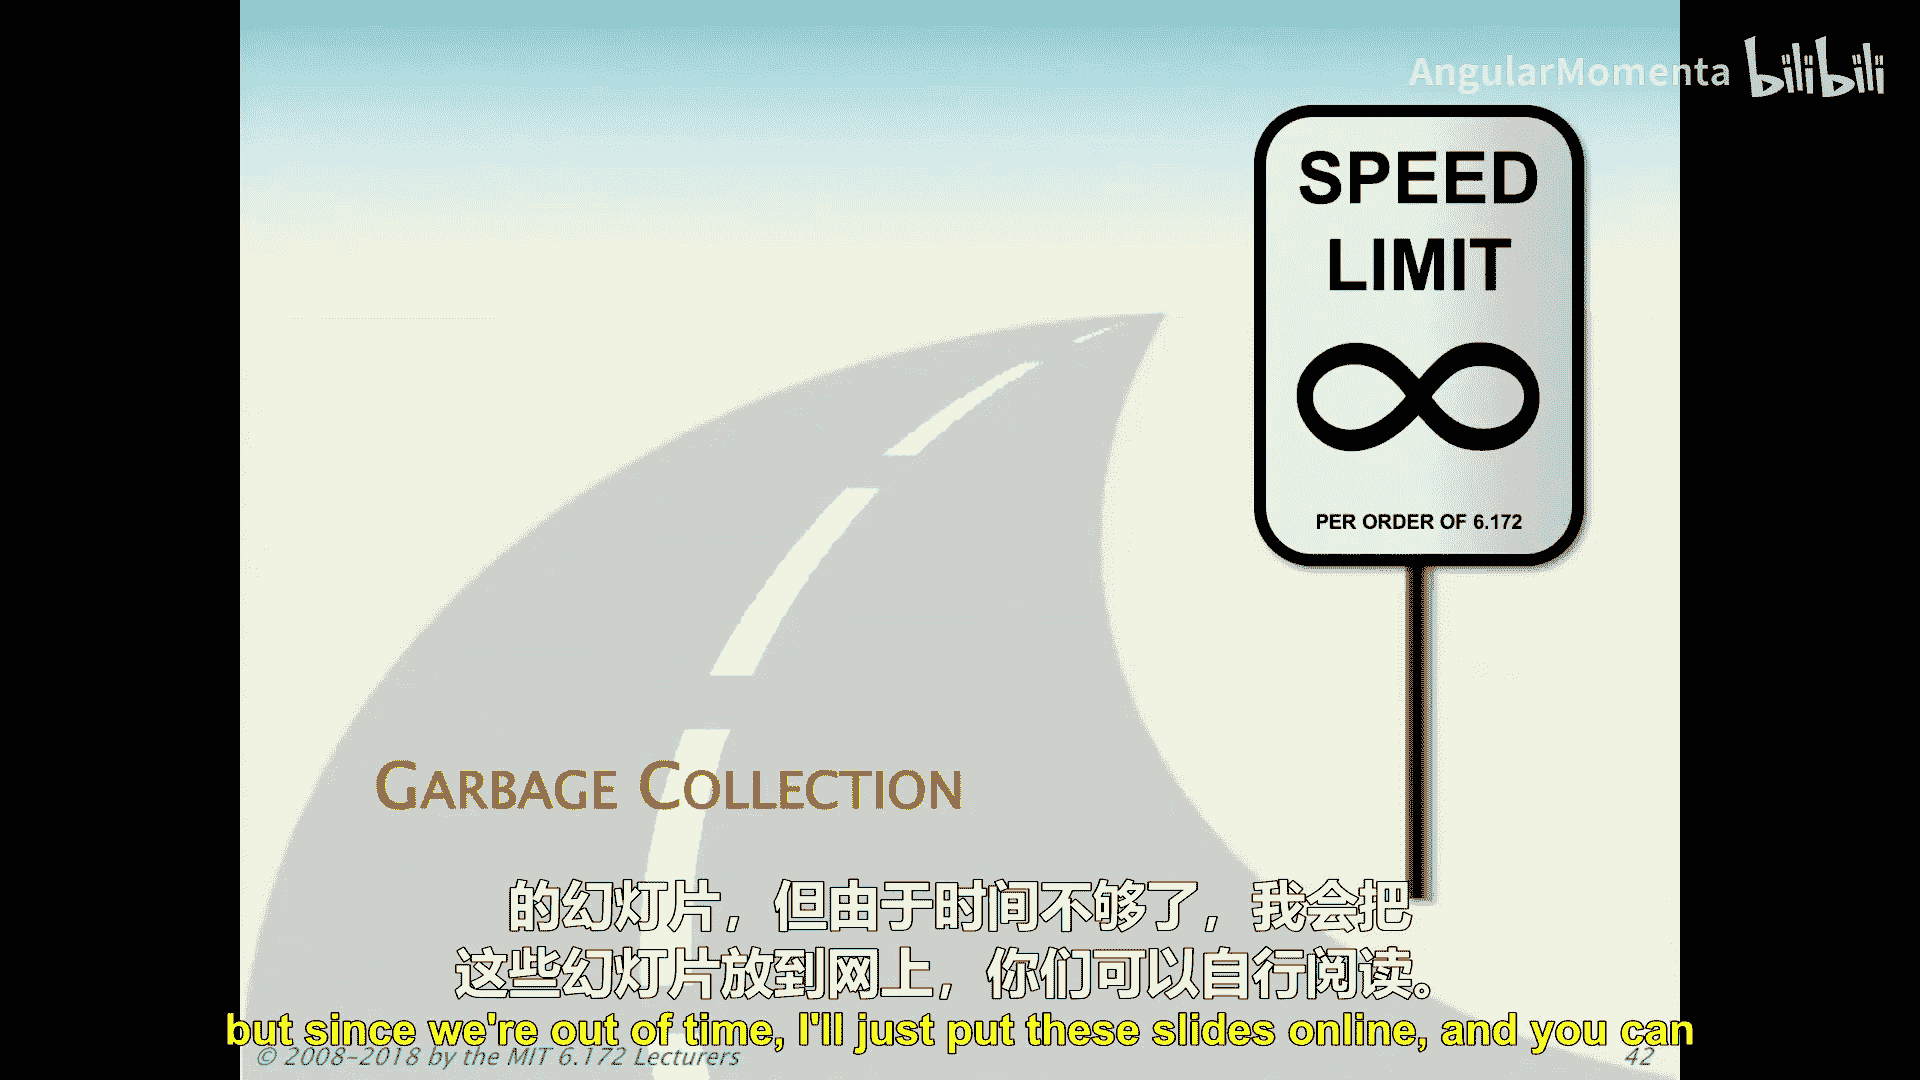 AngularMomenta bilibili
SPEED
LIMIT
∞
PER ORDER OF 6.172
GARBAGE COLLECTION
的幻灯片，但由于时间不够了，我会把
这些幻灯片放到网上，你们可以自行阅读。
but since we're out of time, I'll just put these slides online, and you can
© 2008–2018 by the MIT 6.172 Lecturers
42